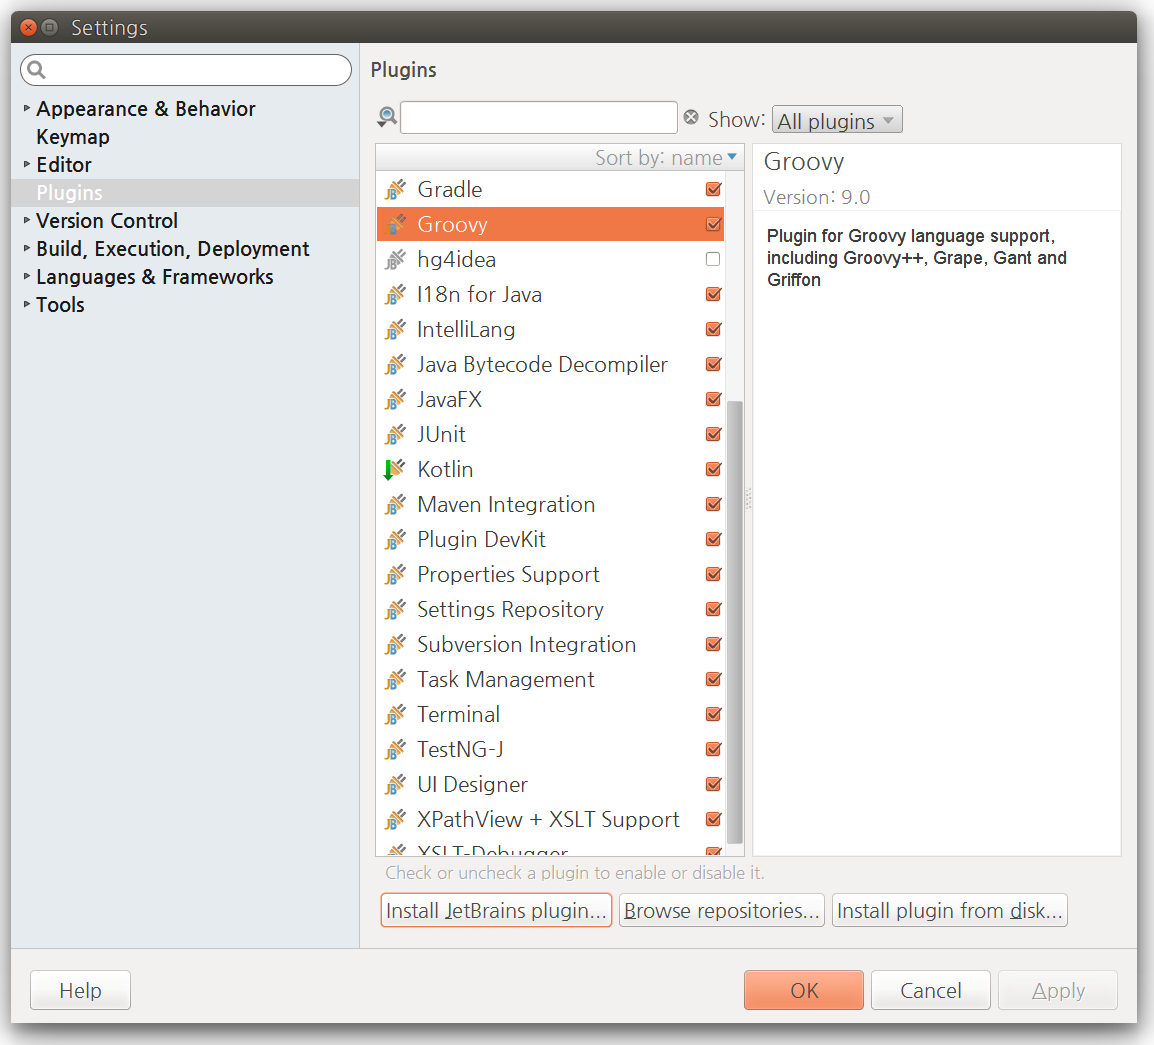 Settings
Appearance & Behavior
Keymap
Editor
Plugins
Version Control
Build, Execution, Deployment
Languages & Frameworks
Tools
Plugins
Show: All plugins
Sort by: name
Gradle
Groovy
hg4idea
I18n for Java
IntelliLang
Java Bytecode Decompiler
JavaFX
JUnit
Kotlin
Maven Integration
Plugin DevKit
Properties Support
Settings Repository
Subversion Integration
Task Management
Terminal
TestNG-J
UI Designer
XPathView + XSLT Support
XSLT-Debugger
Groovy
Version: 9.0
Plugin for Groovy language support,
including Groovy++, Grape, Gant and
Griffon
Check or uncheck a plugin to enable or disable it.
Install JetBrains plugin...
Browse repositories...
Install plugin from disk...
Help
OK
Cancel
Apply